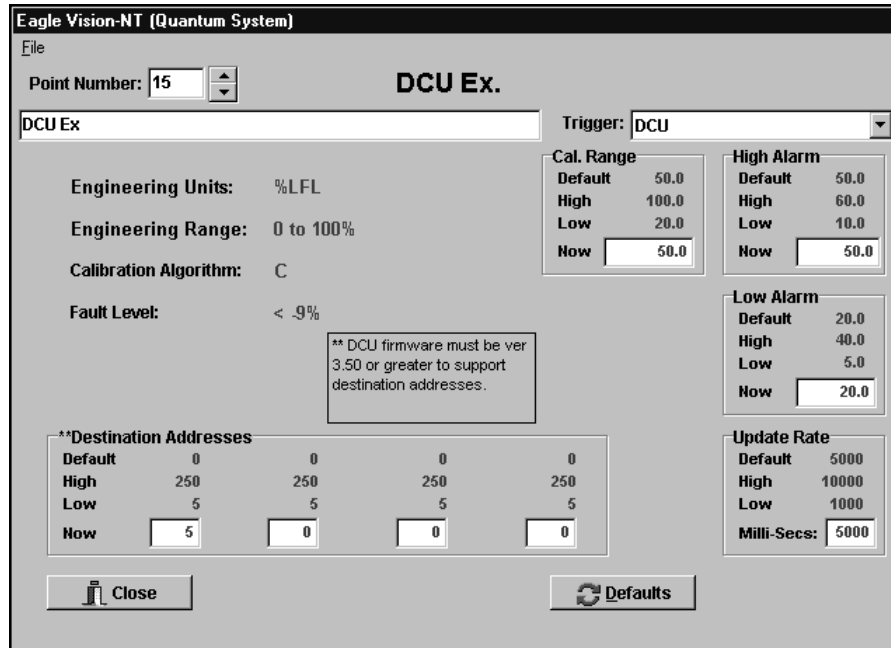 Eagle Vision-NT (Quantum System)
File
Point Number: 15
DCU Ex.
DCU Ex
Trigger: DCU
Engineering Units: %LFL
Engineering Range: 0 to 100%
Calibration Algorithm: C
Fault Level: < -9%
** DCU firmware must be ver
3.50 or greater to support
destination addresses.
Cal. Range
Default 50.0
High 100.0
Low 20.0
Now 50.0
High Alarm
Default 50.0
High 60.0
Low 10.0
Now 50.0
Low Alarm
Default 20.0
High 40.0
Low 5.0
Now 20.0
**Destination Addresses
Default 0 0 0 0
High 250 250 250 250
Low 5 5 5 5
Now 5 0 0 0
Update Rate
Default 5000
High 10000
Low 1000
Milli-Secs: 5000
Close
Defaults